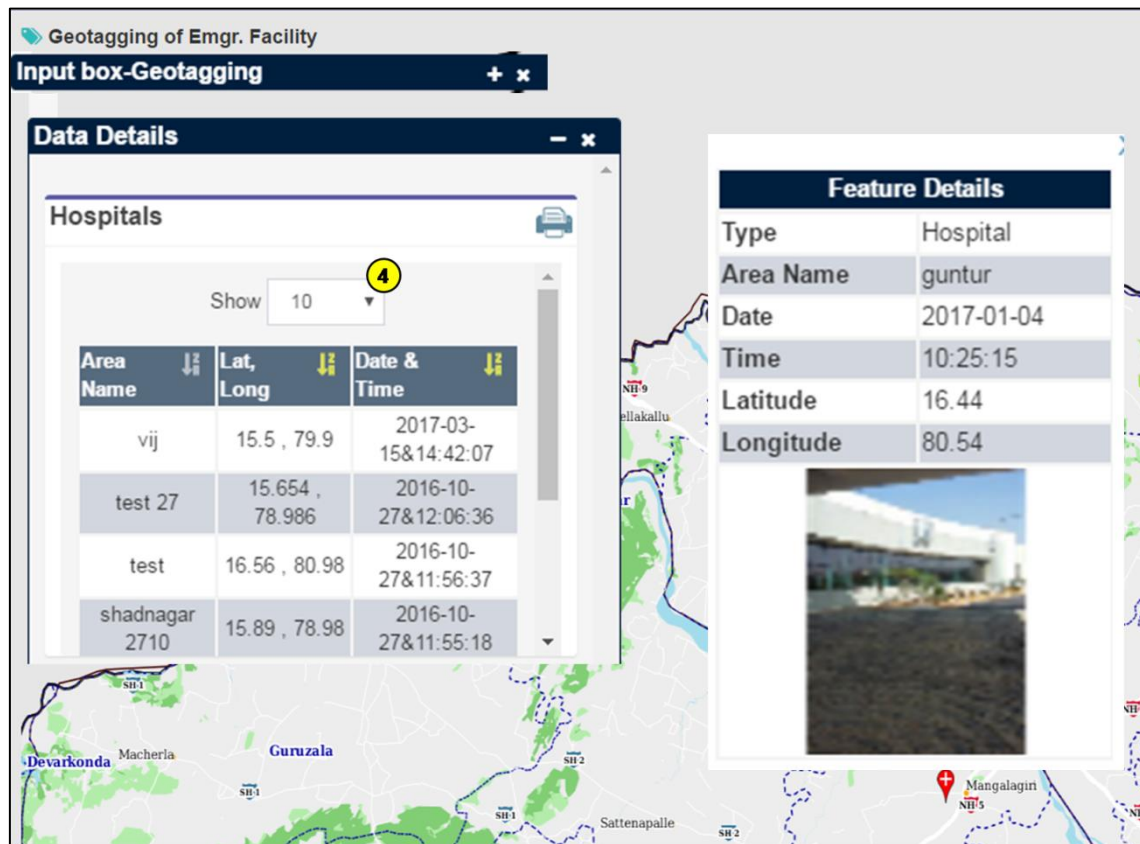 Geotagging of Emgr. Facility
Input box-Geotagging
Data Details
Hospitals
4
Show 10
Area Name Lat, Long Date & Time
vij 15.5 , 79.9 2017-03-15&14:42:07
test 27 15.654 , 78.986 2016-10-27&12:06:36
test 16.56 , 80.98 2016-10-27&11:56:37
shadnagar 2710 15.89 , 78.98 2016-10-27&11:55:18
Feature Details
Type Hospital
Area Name guntur
Date 2017-01-04
Time 10:25:15
Latitude 16.44
Longitude 80.54
NH-9
ellakallu
SH-1
Devarkonda
Macherla
Guruzala
SH-2
SH-1
SH-1
Sattenapalle
SH-2
Mangalagiri
NH-5